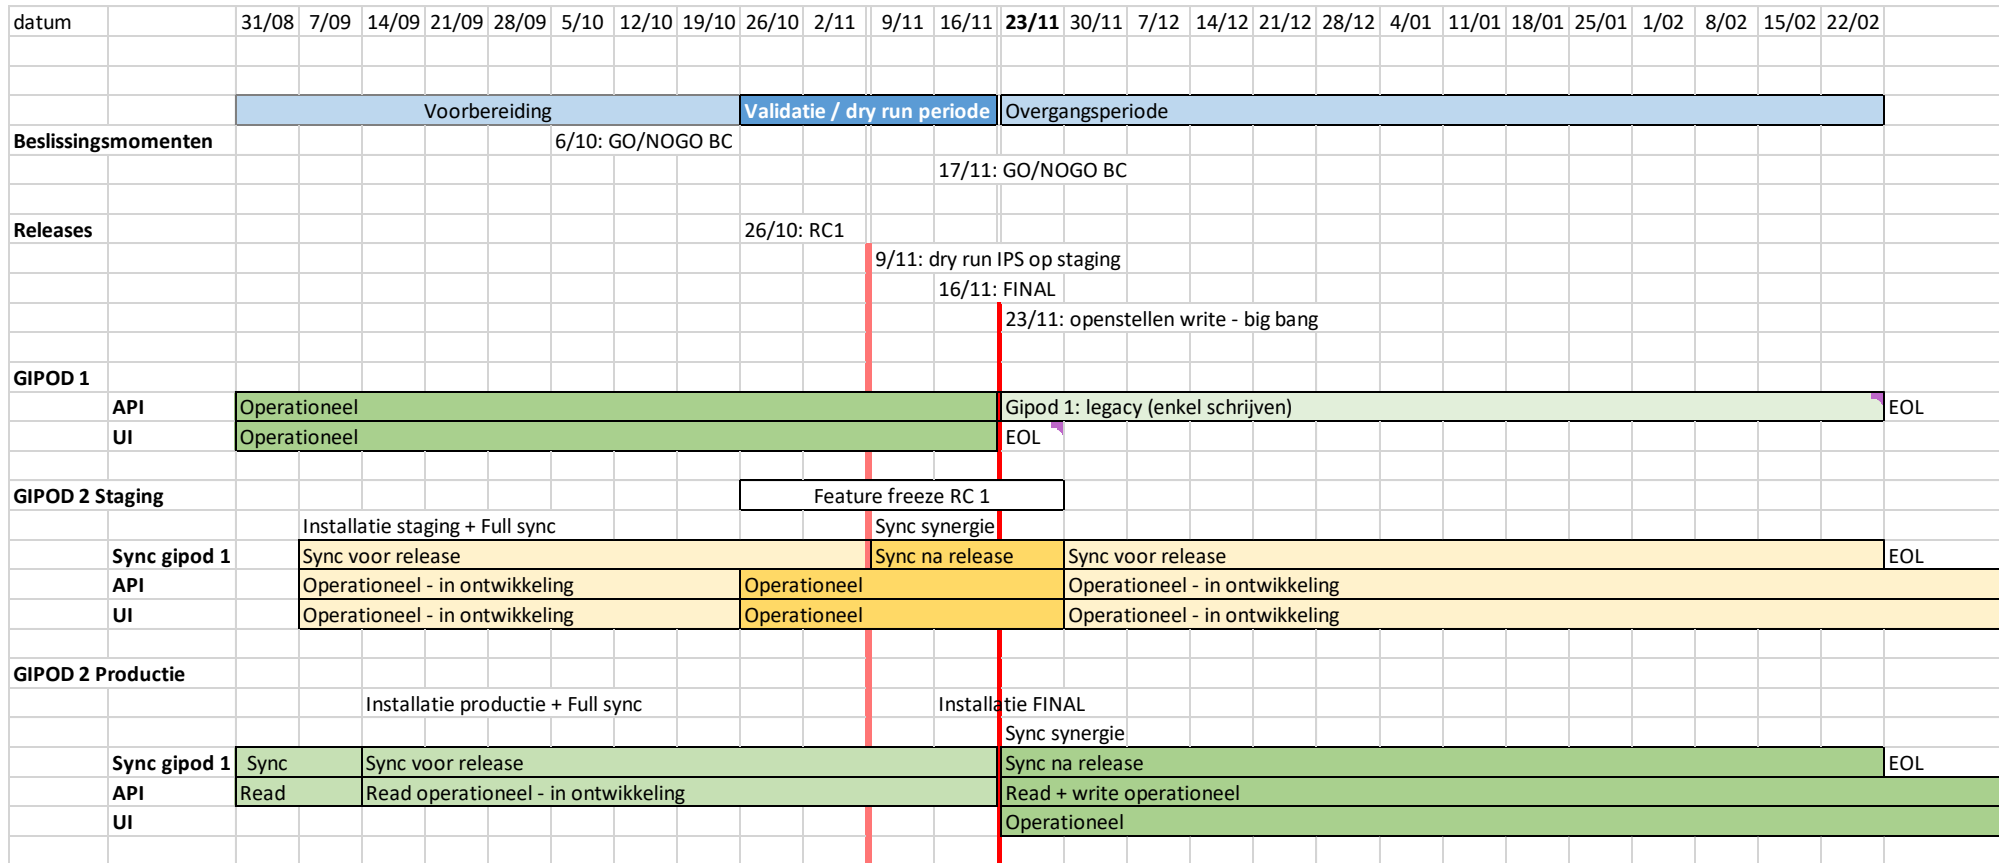 datum 31/08 7/09 14/09 21/09 28/09 5/10 12/10 19/10 26/10 2/11 9/11 16/11 23/11 30/11 7/12 14/12 21/12 28/12 4/01 11/01 18/01 25/01 1/02 8/02 15/02 22/02
Voorbereiding Validatie / dry run periode Overgangsperiode
Beslissingsmomenten 6/10: GO/NOGO BC
17/11: GO/NOGO BC
Releases 26/10: RC1
9/11: dry run IPS op staging
16/11: FINAL
23/11: openstellen write - big bang
GIPOD 1
API Operationeel Gipod 1: legacy (enkel schrijven) EOL
UI Operationeel EOL
GIPOD 2 Staging Feature freeze RC 1
Installatie staging + Full sync Sync synergie
Sync gipod 1 Sync voor release Sync na release Sync voor release EOL
API Operationeel - in ontwikkeling Operationeel Operationeel - in ontwikkeling
UI Operationeel - in ontwikkeling Operationeel Operationeel - in ontwikkeling
GIPOD 2 Productie
Installatie productie + Full sync Installatie FINAL
Sync synergie
Sync gipod 1 Sync Sync voor release Sync na release EOL
API Read Read operationeel - in ontwikkeling Read + write operationeel
UI Operationeel